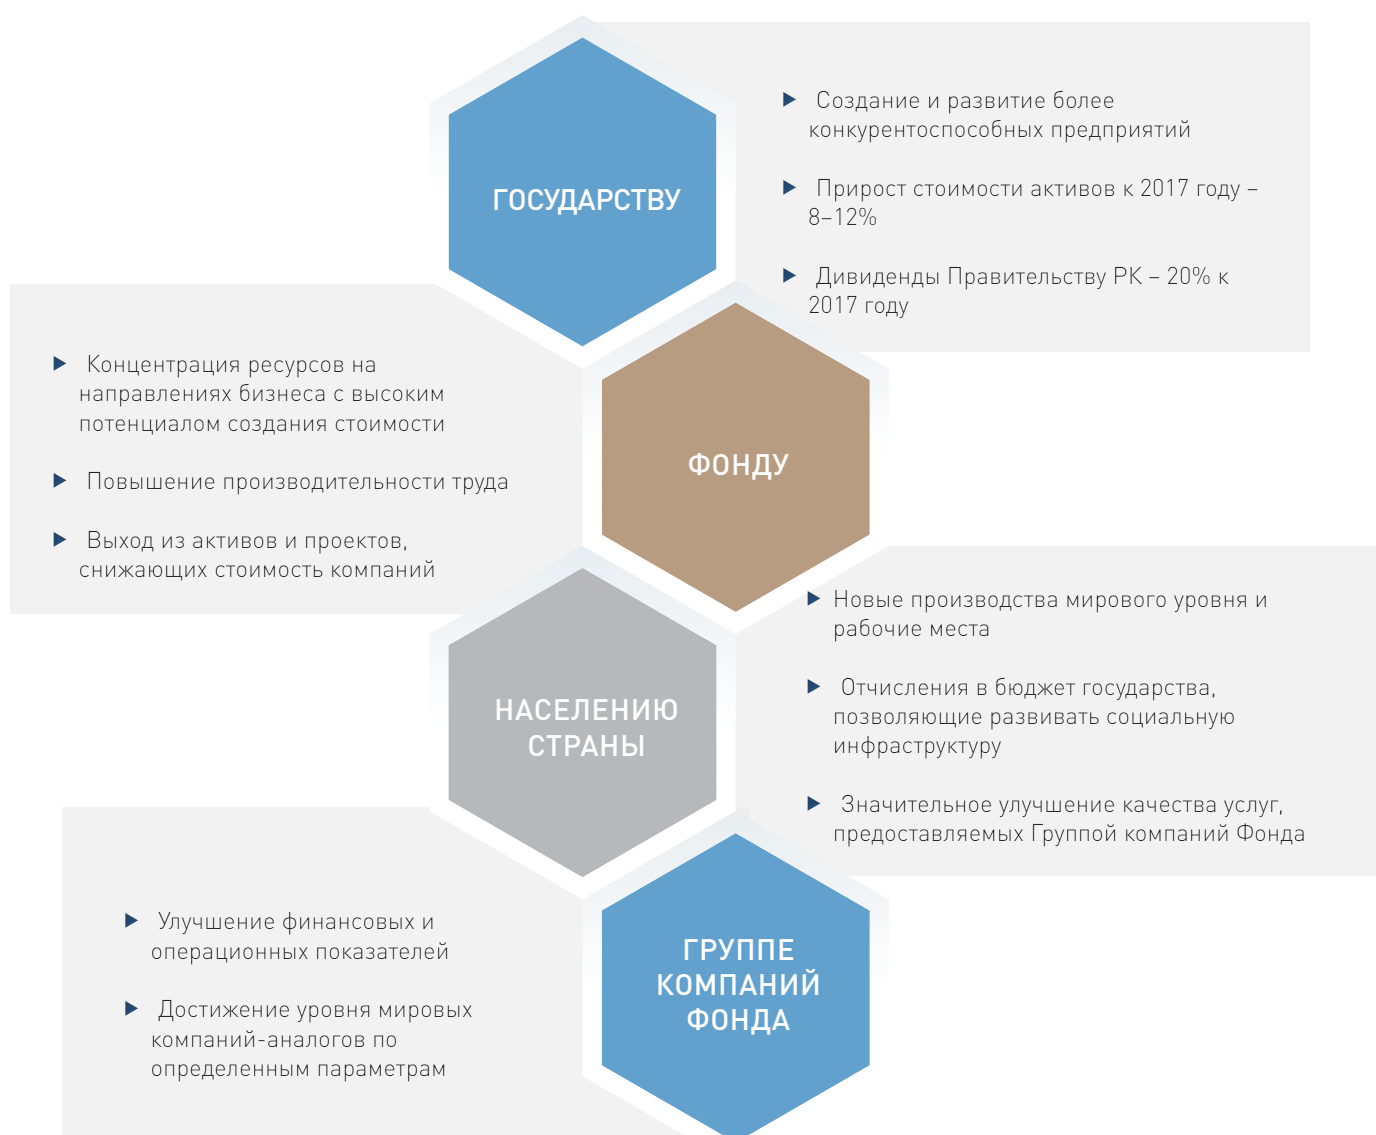 ГОСУДАРСТВУ
Создание и развитие более
конкурентоспособных предприятий
Прирост стоимости активов к 2017 году –
8–12%
Дивиденды Правительству РК – 20% к
2017 году
ФОНДУ
Концентрация ресурсов на
направлениях бизнеса с высоким
потенциалом создания стоимости
Повышение производительности труда
Выход из активов и проектов,
снижающих стоимость компаний
НАСЕЛЕНИЮ
СТРАНЫ
Новые производства мирового уровня и
рабочие места
Отчисления в бюджет государства,
позволяющие развивать социальную
инфраструктуру
Значительное улучшение качества услуг,
предоставляемых Группой компаний Фонда
ГРУППЕ
КОМПАНИЙ
ФОНДА
Улучшение финансовых и
операционных показателей
Достижение уровня мировых
компаний-аналогов по
определенным параметрам